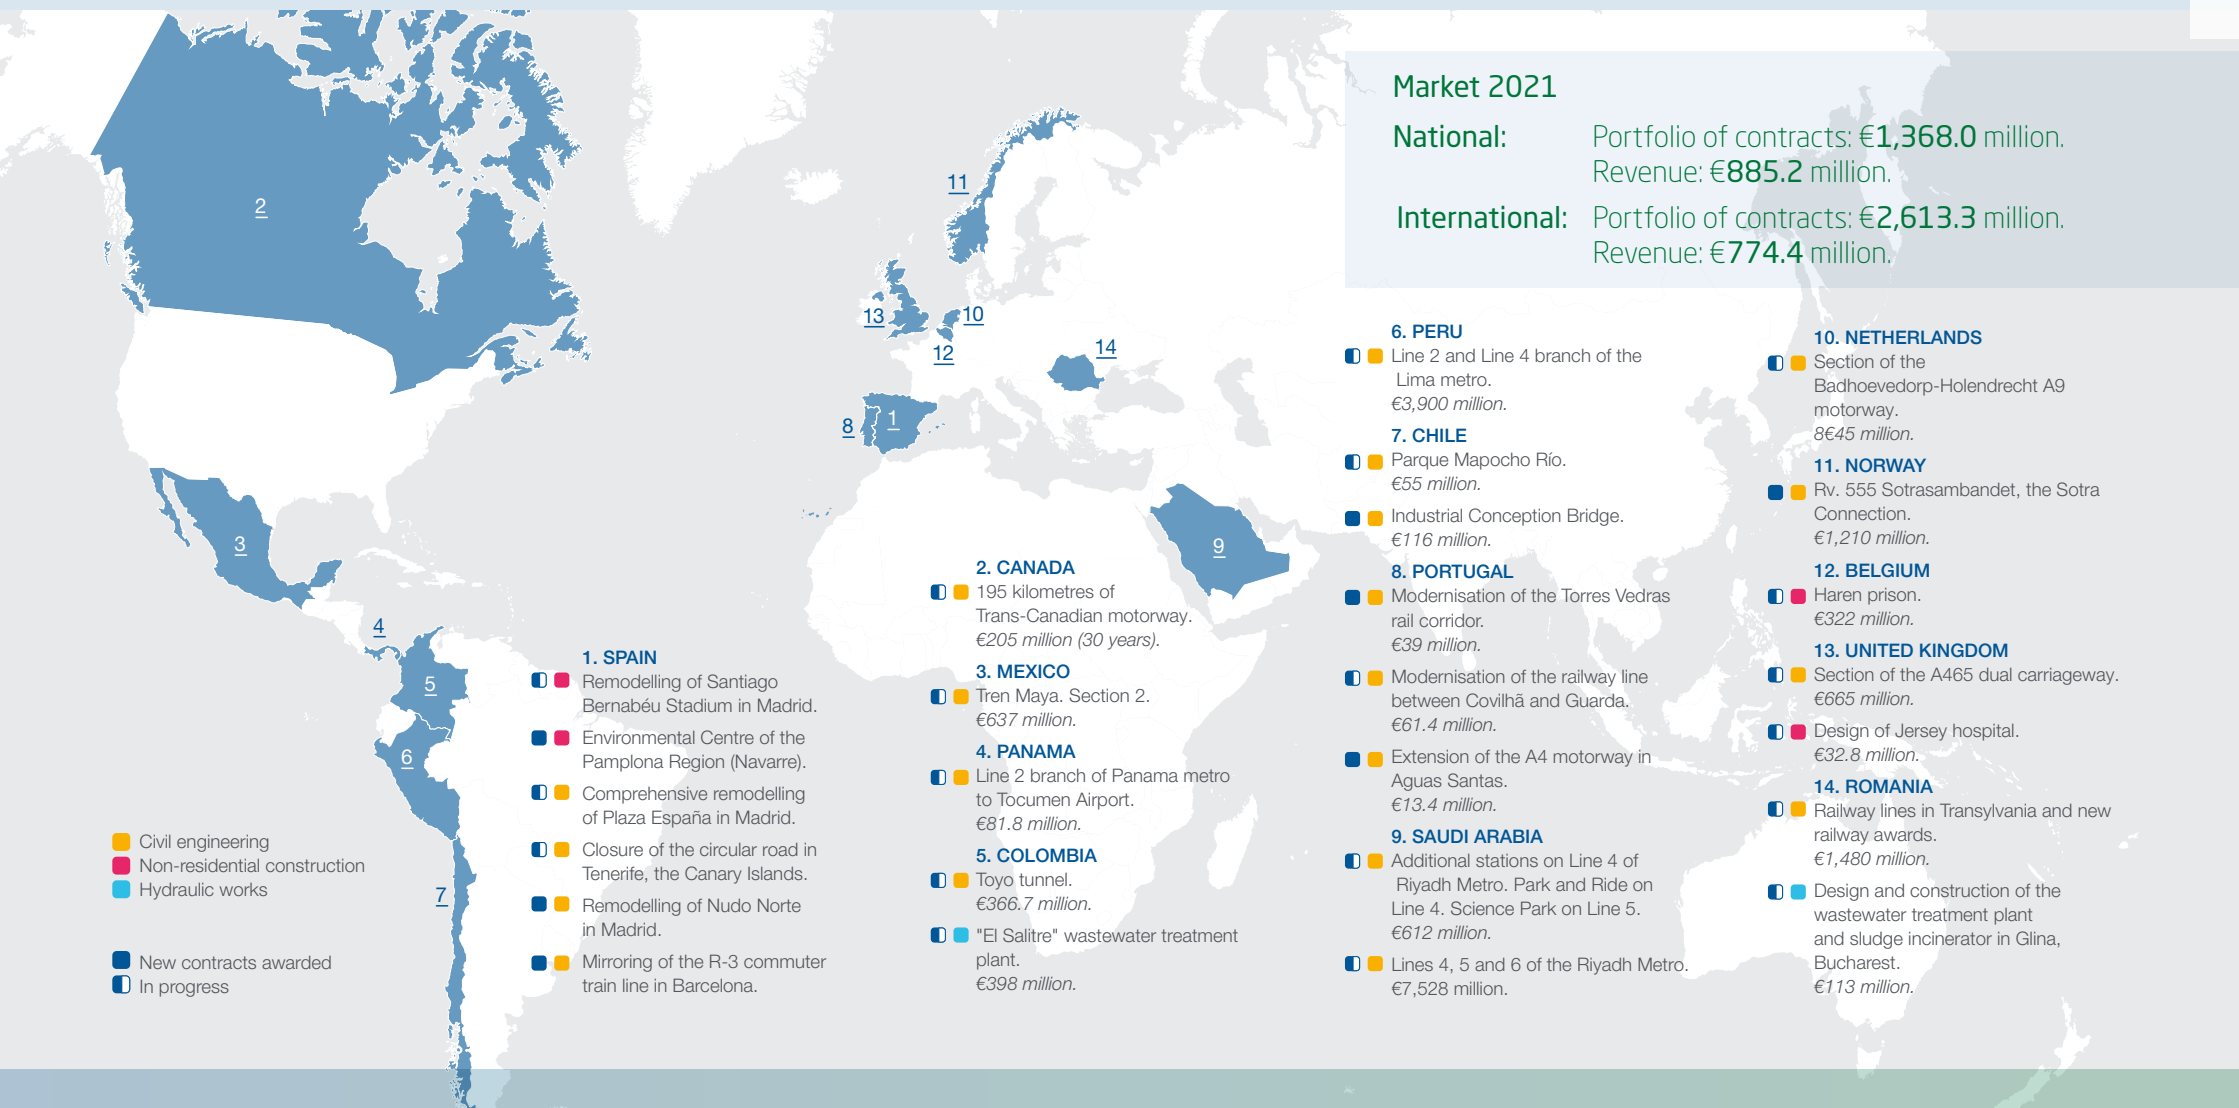 Market 2021
National:
Portfolio of contracts: €1,368.0 million.
Revenue: €885.2 million.
International:
Portfolio of contracts: €2,613.3 million.
Revenue: €774.4 million.
2
3
4
5
6
7
11
13
10
12
14
8
1
9
Civil engineering
Non-residential construction
Hydraulic works
New contracts awarded
In progress
1. SPAIN
Remodelling of Santiago
Bernabéu Stadium in Madrid.
Environmental Centre of the
Pamplona Region (Navarre).
Comprehensive remodelling
of Plaza España in Madrid.
Closure of the circular road in
Tenerife, the Canary Islands.
Remodelling of Nudo Norte
in Madrid.
Mirroring of the R-3 commuter
train line in Barcelona.
2. CANADA
195 kilometres of
Trans-Canadian motorway.
€205 million (30 years).
3. MEXICO
Tren Maya. Section 2.
€637 million.
4. PANAMA
Line 2 branch of Panama metro
to Tocumen Airport.
€81.8 million.
5. COLOMBIA
Toyo tunnel.
€366.7 million.
"El Salitre" wastewater treatment
plant.
€398 million.
6. PERU
Line 2 and Line 4 branch of the
Lima metro.
€3,900 million.
7. CHILE
Parque Mapocho Río.
€55 million.
Industrial Conception Bridge.
€116 million.
8. PORTUGAL
Modernisation of the Torres Vedras
rail corridor.
€39 million.
Modernisation of the railway line
between Covilhã and Guarda.
€61.4 million.
Extension of the A4 motorway in
Aguas Santas.
€13.4 million.
9. SAUDI ARABIA
Additional stations on Line 4 of
Riyadh Metro. Park and Ride on
Line 4. Science Park on Line 5.
€612 million.
Lines 4, 5 and 6 of the Riyadh Metro.
€7,528 million.
10. NETHERLANDS
Section of the
Badhoevedorp-Holendrecht A9
motorway.
8€45 million.
11. NORWAY
Rv. 555 Sotrasambandet, the Sotra
Connection.
€1,210 million.
12. BELGIUM
Haren prison.
€322 million.
13. UNITED KINGDOM
Section of the A465 dual carriageway.
€665 million.
Design of Jersey hospital.
€32.8 million.
14. ROMANIA
Railway lines in Transylvania and new
railway awards.
€1,480 million.
Design and construction of the
wastewater treatment plant
and sludge incinerator in Glina,
Bucharest.
€113 million.